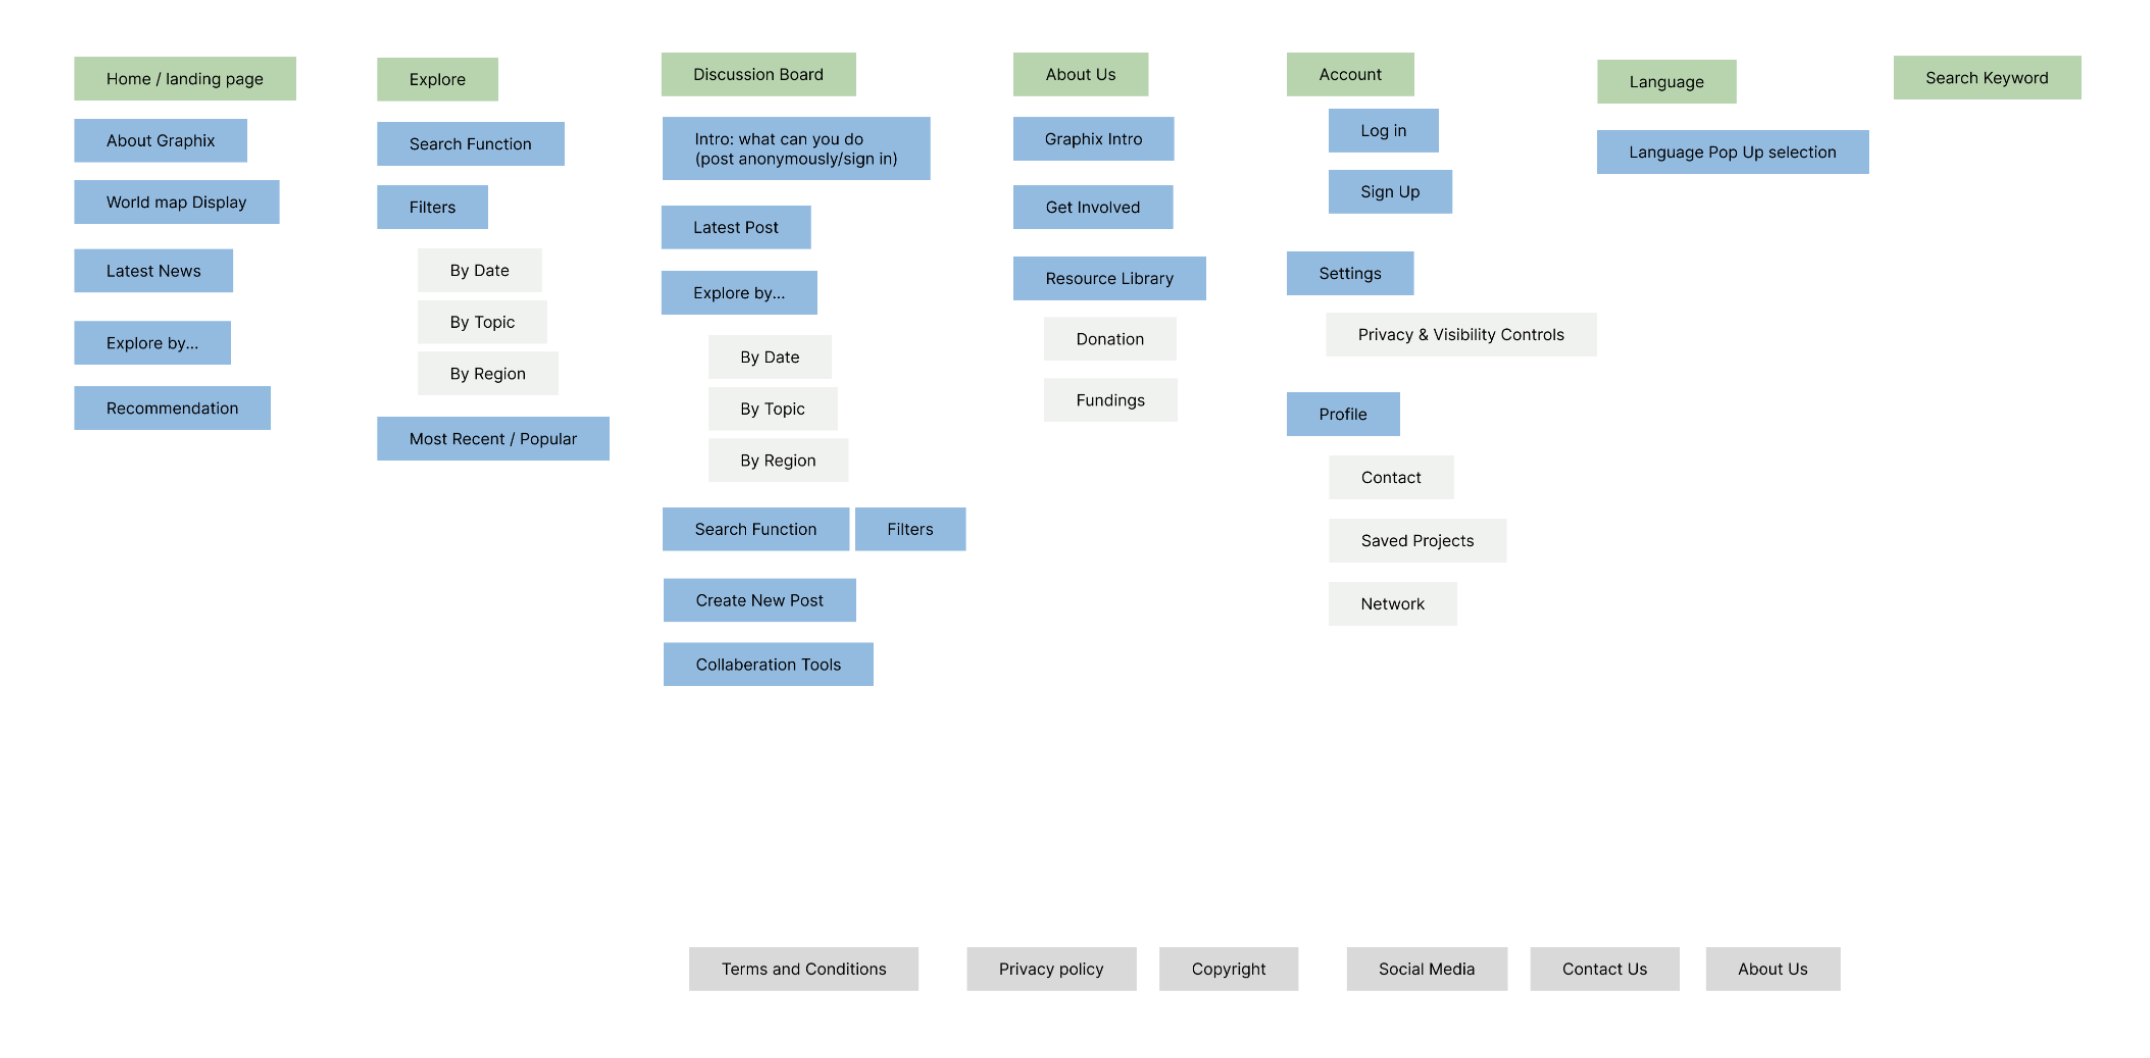 Home / landing page
About Graphix
World map Display
Latest News
Explore by...
Recommendation
Explore
Search Function
Filters
By Date
By Topic
By Region
Most Recent / Popular
Discussion Board
Intro: what can you do
(post anonymously/sign in)
Latest Post
Explore by...
By Date
By Topic
By Region
Search Function
Filters
Create New Post
Collaberation Tools
About Us
Graphix Intro
Get Involved
Resource Library
Donation
Fundings
Account
Log in
Sign Up
Settings
Privacy & Visibility Controls
Profile
Contact
Saved Projects
Network
Language
Language Pop Up selection
Search Keyword
Terms and Conditions
Privacy policy
Copyright
Social Media
Contact Us
About Us